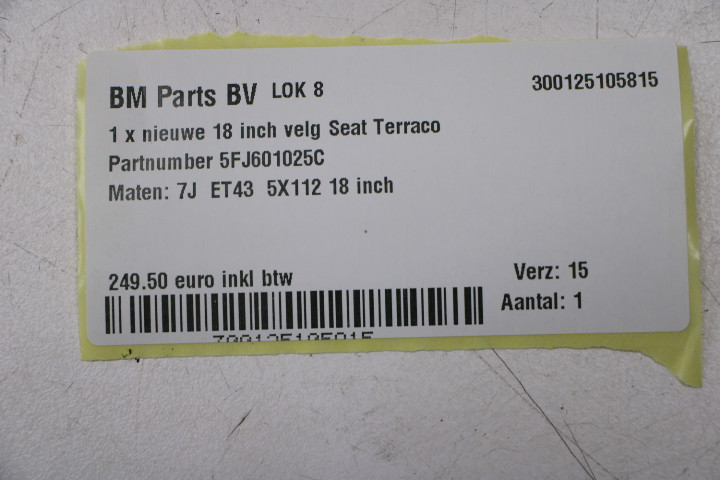 BM Parts BV LOK 8 300125105815
1 x nieuwe 18 inch velg Seat Terraco
Partnumber 5FJ601025C
Maten: 7J ET43 5X112 18 inch
249.50 euro inkl btw Verz: 15
Aantal: 1
300125105815